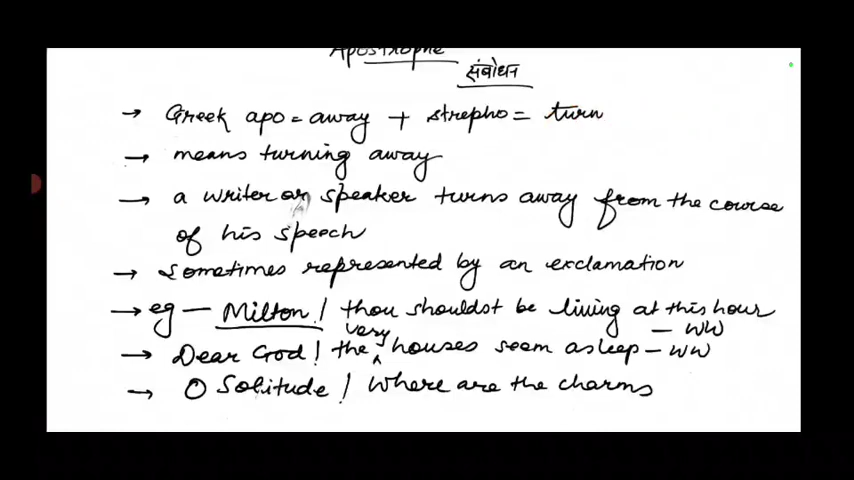 Apostrophe
संबोधन
→ Greek apo = away + strepho = turn
→ means turning away
→ a writer or speaker turns away from the course
of his speech
→ Sometimes represented by an exclamation
→ eg — Milton! thou shouldst be living at this hour
— WW
→ Dear God! the very houses seem asleep — WW
→ O Solitude! Where are the charms